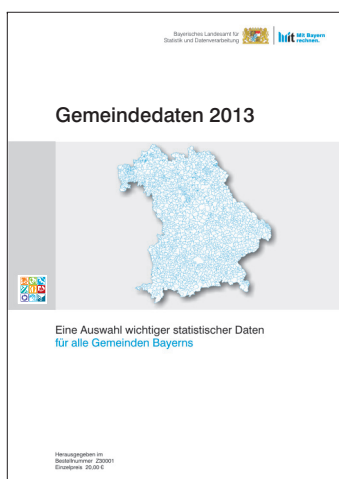 Bayerisches Landesamt für
Statistik und Datenverarbeitung
Mit Bayern
rechnen.
Gemeindedaten 2013
Eine Auswahl wichtiger statistischer Daten
für alle Gemeinden Bayerns
Herausgegeben im
Bestellnummer Z30001
Einzelpreis 20,00 €